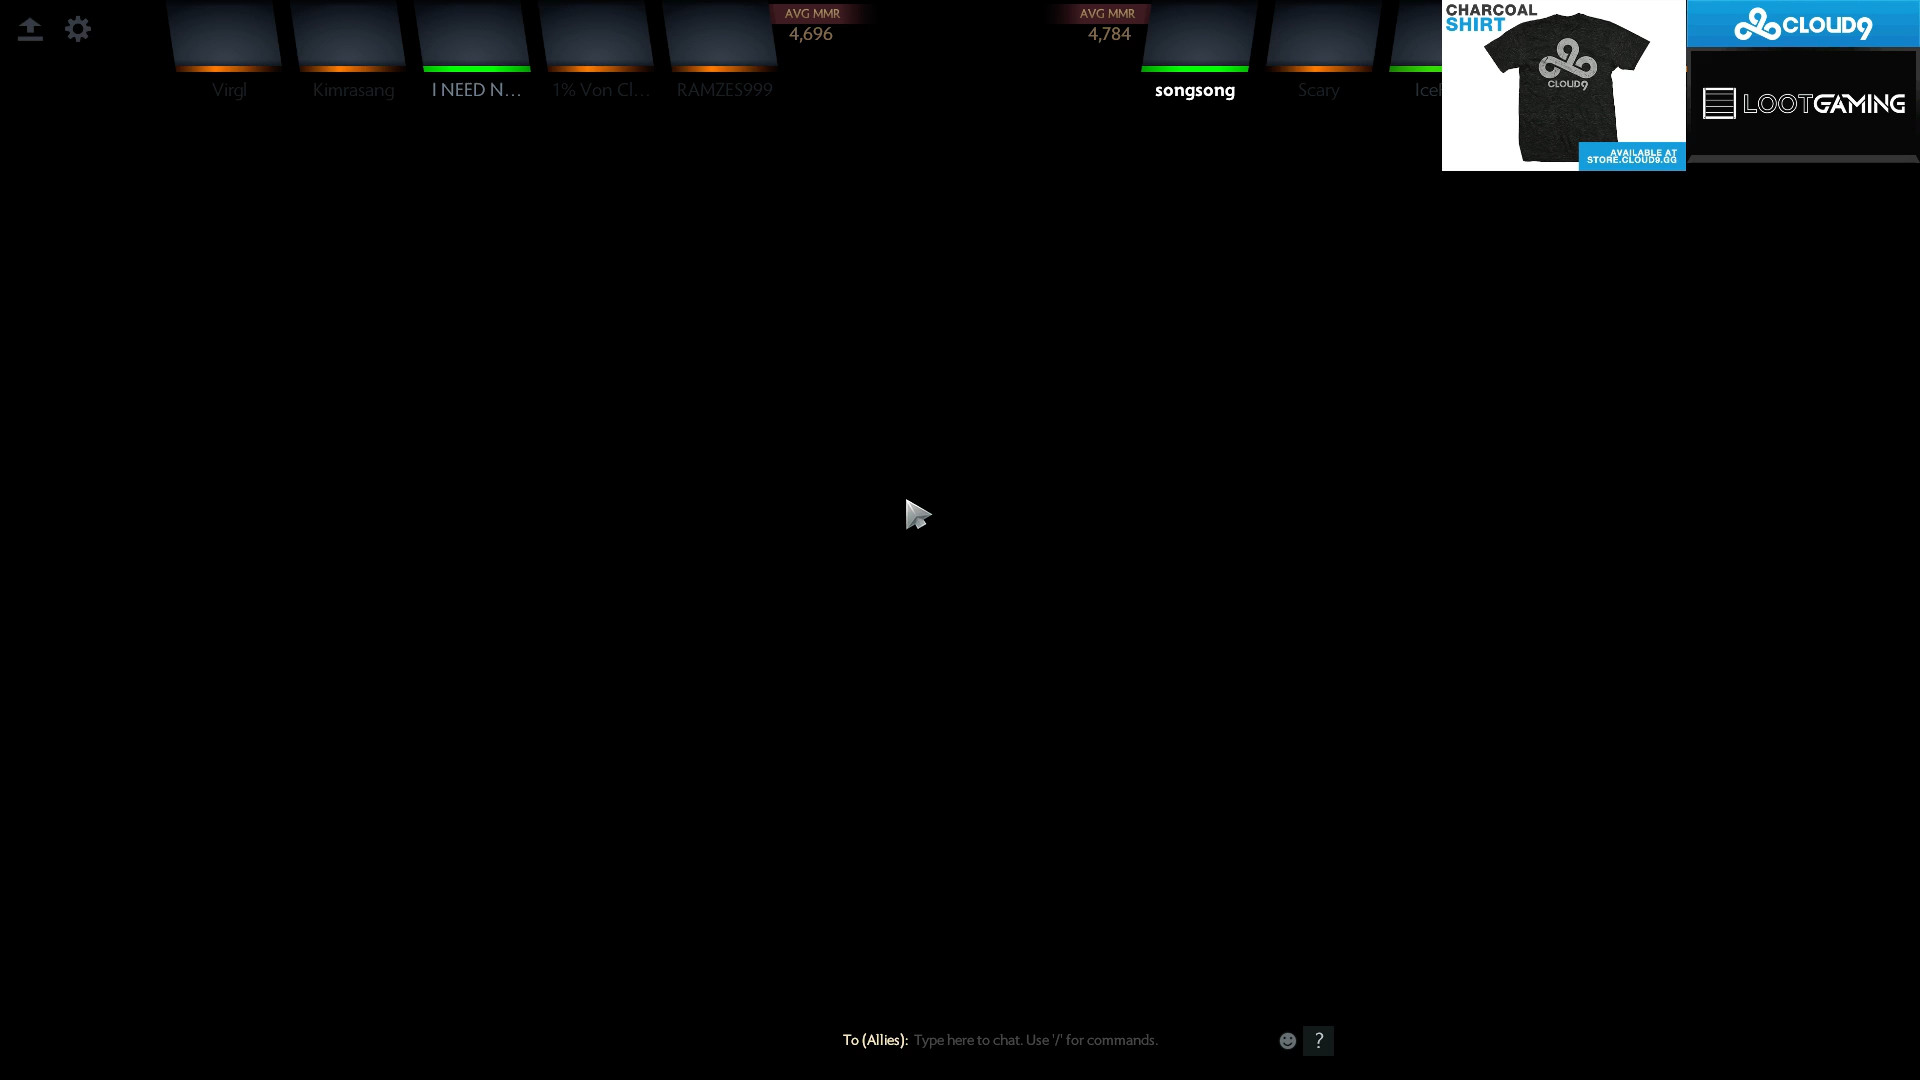 AVG MMR
4,696
AVG MMR
4,784
Virgl
Kimrasang
I NEED N...
1% Von Cl...
RAMZES999
songsong
Scary
CHARCOAL
SHIRT
CLOUD9
AVAILABLE AT
STORE.CLOUD9.GG
CLOUD9
LOOTGAMING
To (Allies): Type here to chat. Use '/' for commands.
?